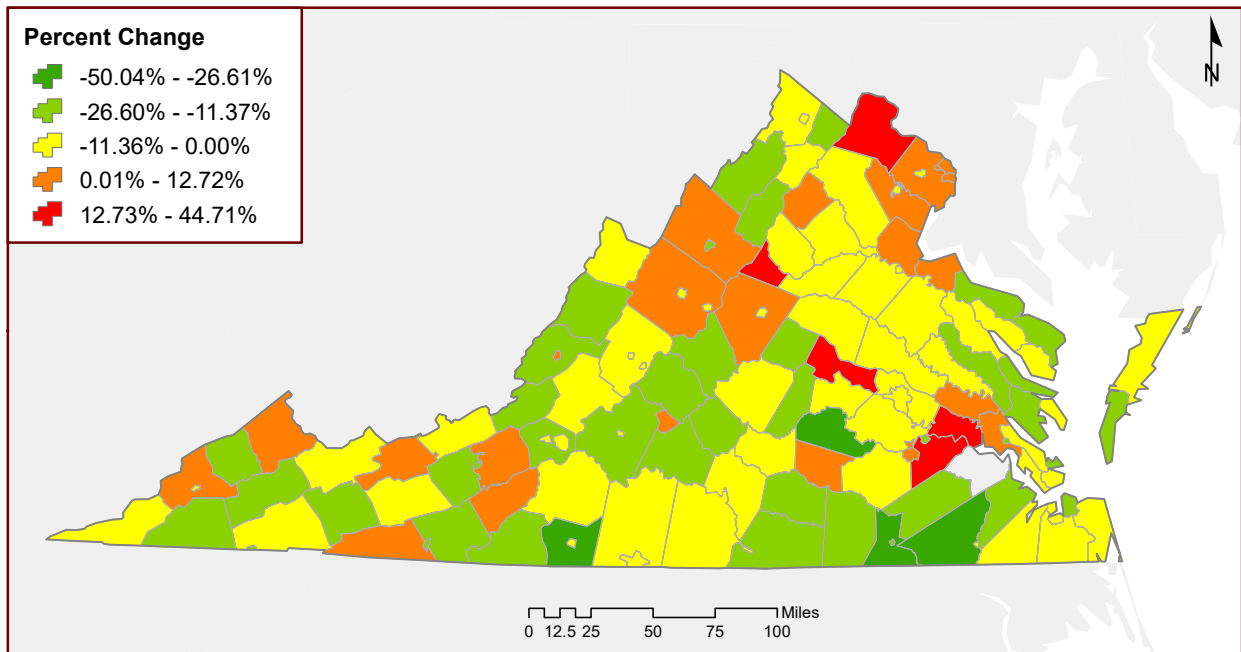 Percent Change
-50.04% - -26.61%
-26.60% - -11.37%
-11.36% - 0.00%
0.01% - 12.72%
12.73% - 44.71%
N
Miles
0 12.5 25 50 75 100